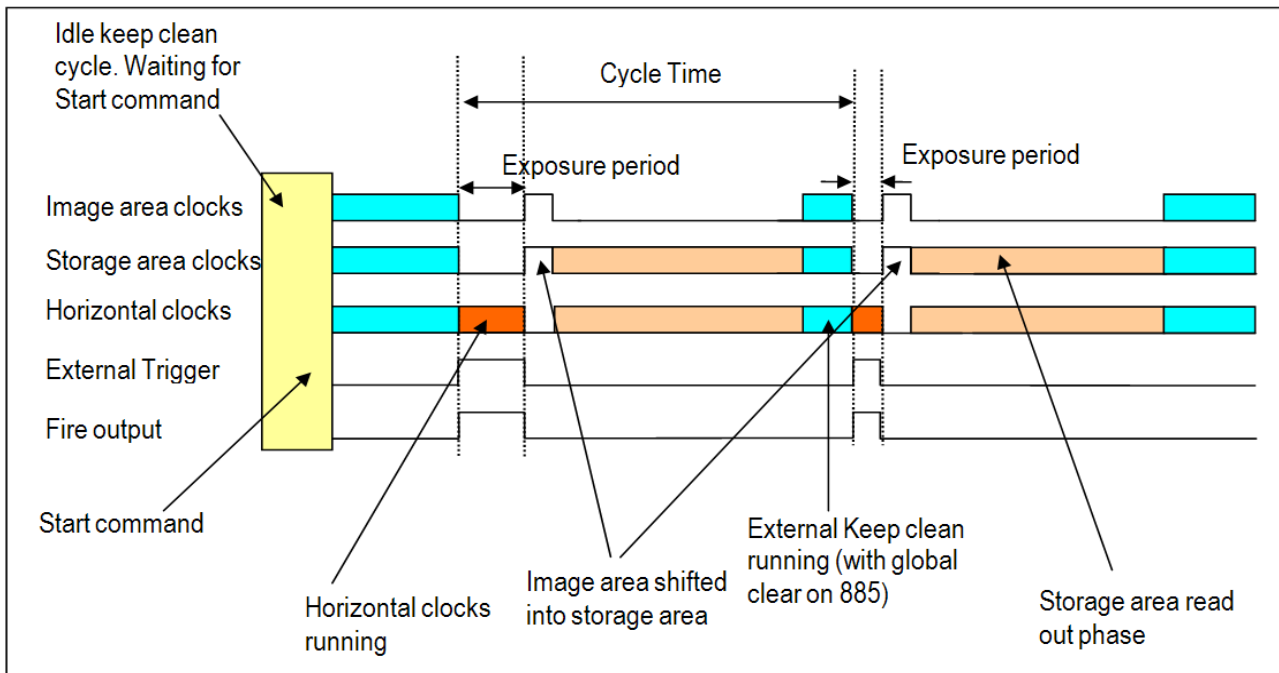 Idle keep clean
cycle. Waiting for
Start command
Cycle Time
Exposure period
Exposure period
Image area clocks
Storage area clocks
Horizontal clocks
External Trigger
Fire output
Start command
Horizontal clocks
running
Image area shifted
into storage area
External Keep clean
running (with global
clear on 885)
Storage area read
out phase